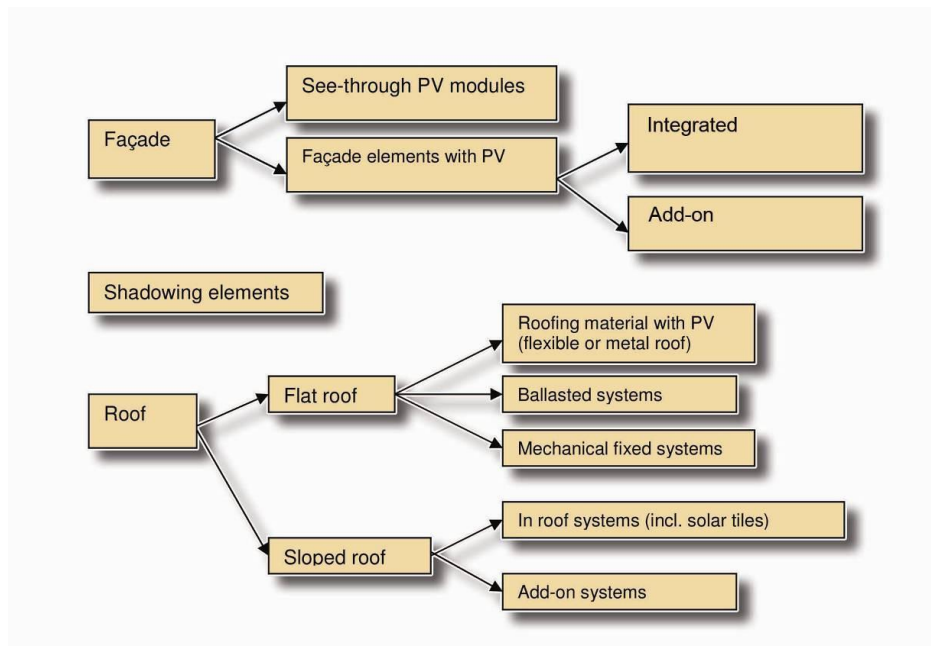 Façade
See-through PV modules
Façade elements with PV
Integrated
Add-on
Shadowing elements
Roof
Flat roof
Roofing material with PV
(flexible or metal roof)
Ballasted systems
Mechanical fixed systems
Sloped roof
In roof systems (incl. solar tiles)
Add-on systems